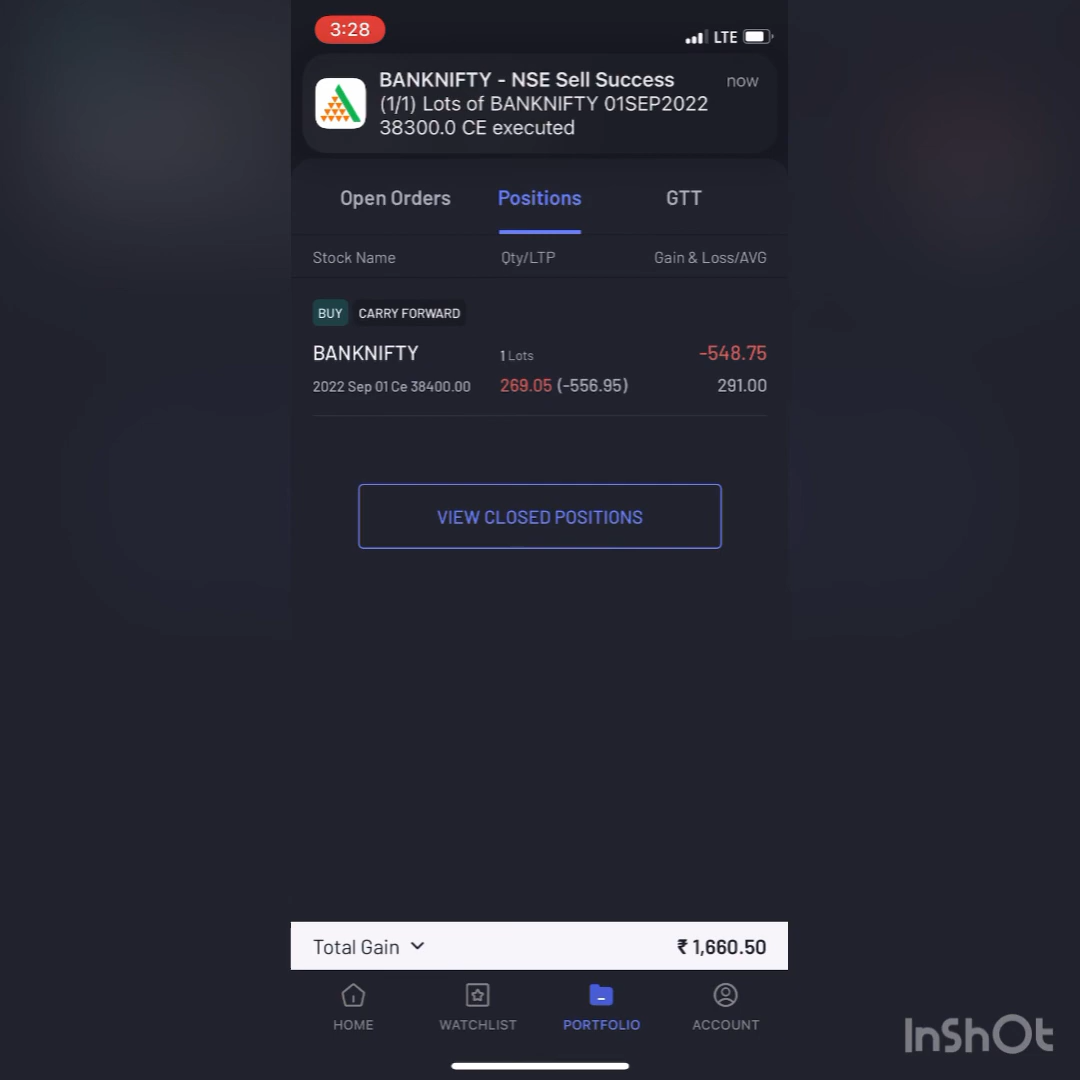 3:28
LTE
BANKNIFTY - NSE Sell Success now
(1/1) Lots of BANKNIFTY 01SEP2022
38300.0 CE executed
Open Orders Positions GTT
Stock Name Qty/LTP Gain & Loss/AVG
BUY CARRY FORWARD
BANKNIFTY 1 Lots -548.75
2022 Sep 01 Ce 38400.00 269.05 (-556.95) 291.00
VIEW CLOSED POSITIONS
Total Gain ₹ 1,660.50
HOME WATCHLIST PORTFOLIO ACCOUNT
InShOt